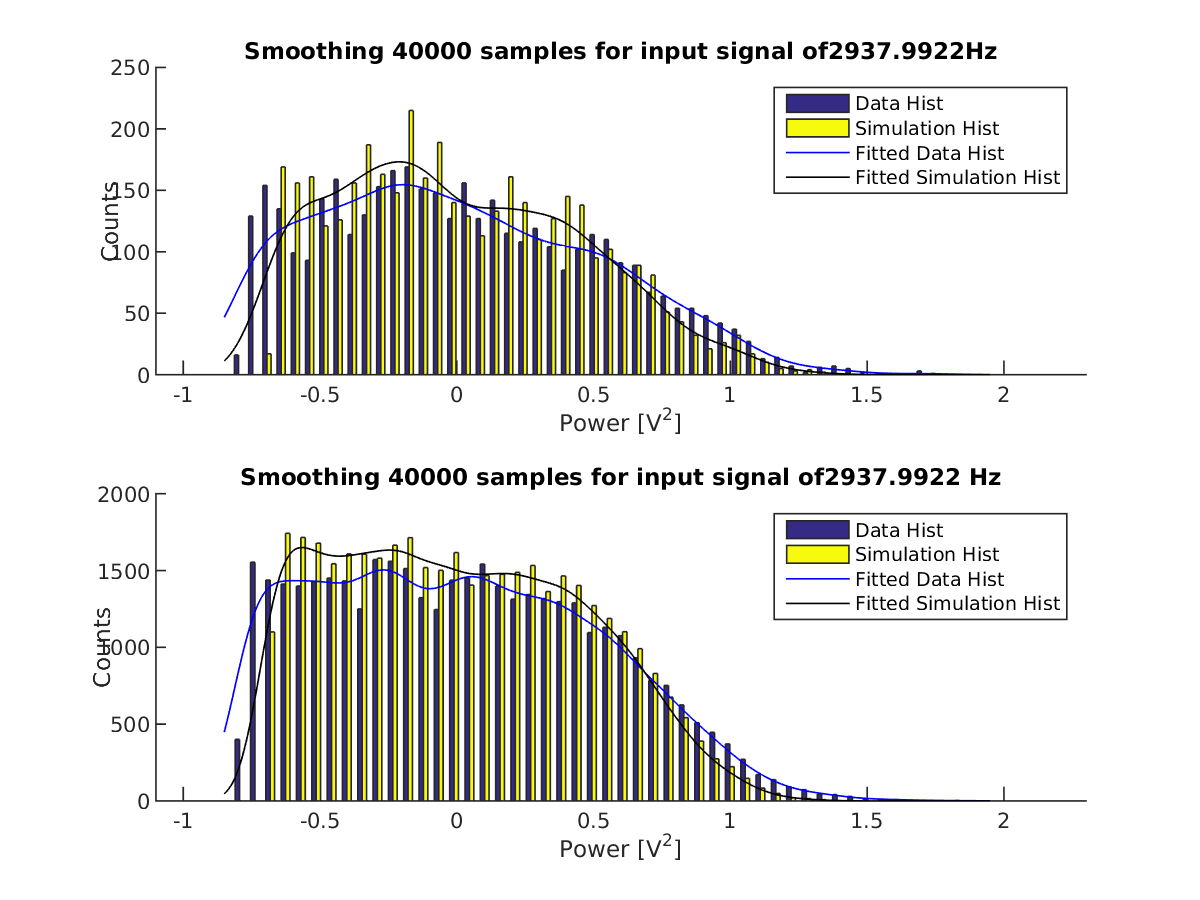 Smoothing 40000 samples for input signal of2937.9922Hz
250
200
150
100
50
0
Counts
-1 -0.5 0 0.5 1 1.5 2
Power [V2]
Data Hist
Simulation Hist
Fitted Data Hist
Fitted Simulation Hist
Smoothing 40000 samples for input signal of2937.9922 Hz
2000
1500
1000
500
0
Counts
-1 -0.5 0 0.5 1 1.5 2
Power [V2]
Data Hist
Simulation Hist
Fitted Data Hist
Fitted Simulation Hist